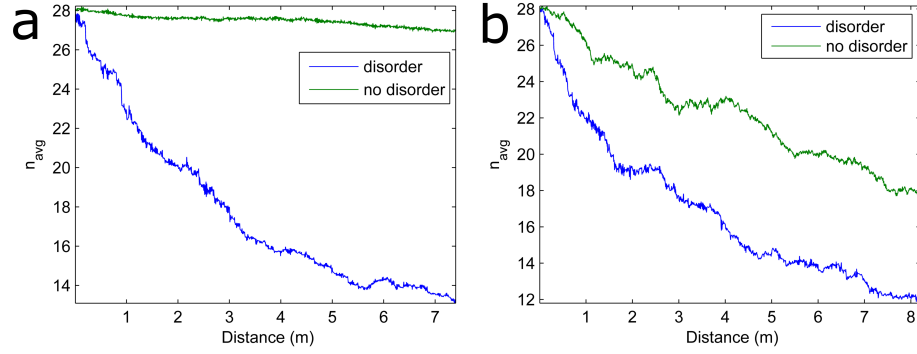 a
28
26
24
22
20
18
16
14
n_avg
disorder
no disorder
1 2 3 4 5 6 7
Distance (m)
b
28
26
24
22
20
18
16
14
12
n_avg
disorder
no disorder
1 2 3 4 5 6 7 8
Distance (m)